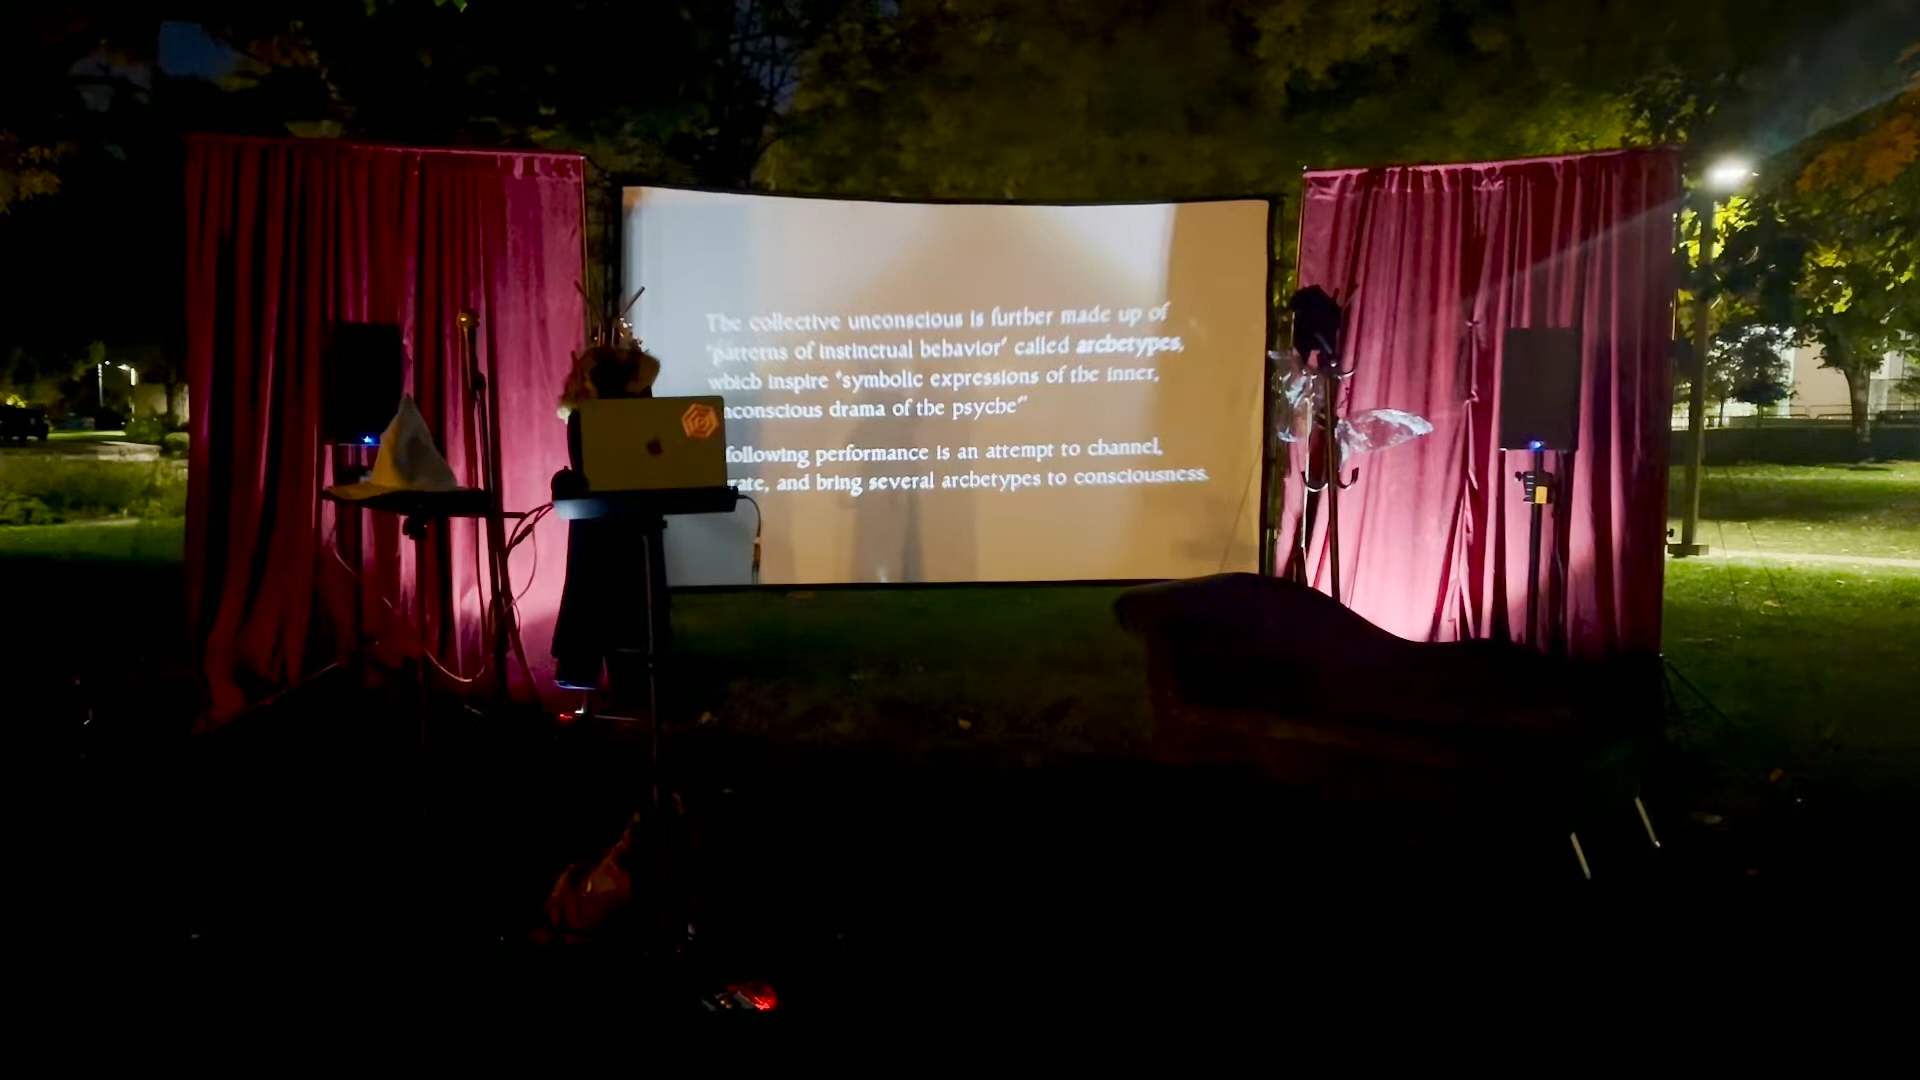 The collective unconscious is further made up of
"patterns of instinctual behavior" called archetypes,
which inspire "symbolic expressions of the inner,
nconscious drama of the psyche"
following performance is an attempt to channel,
rate, and bring several archetypes to consciousness.